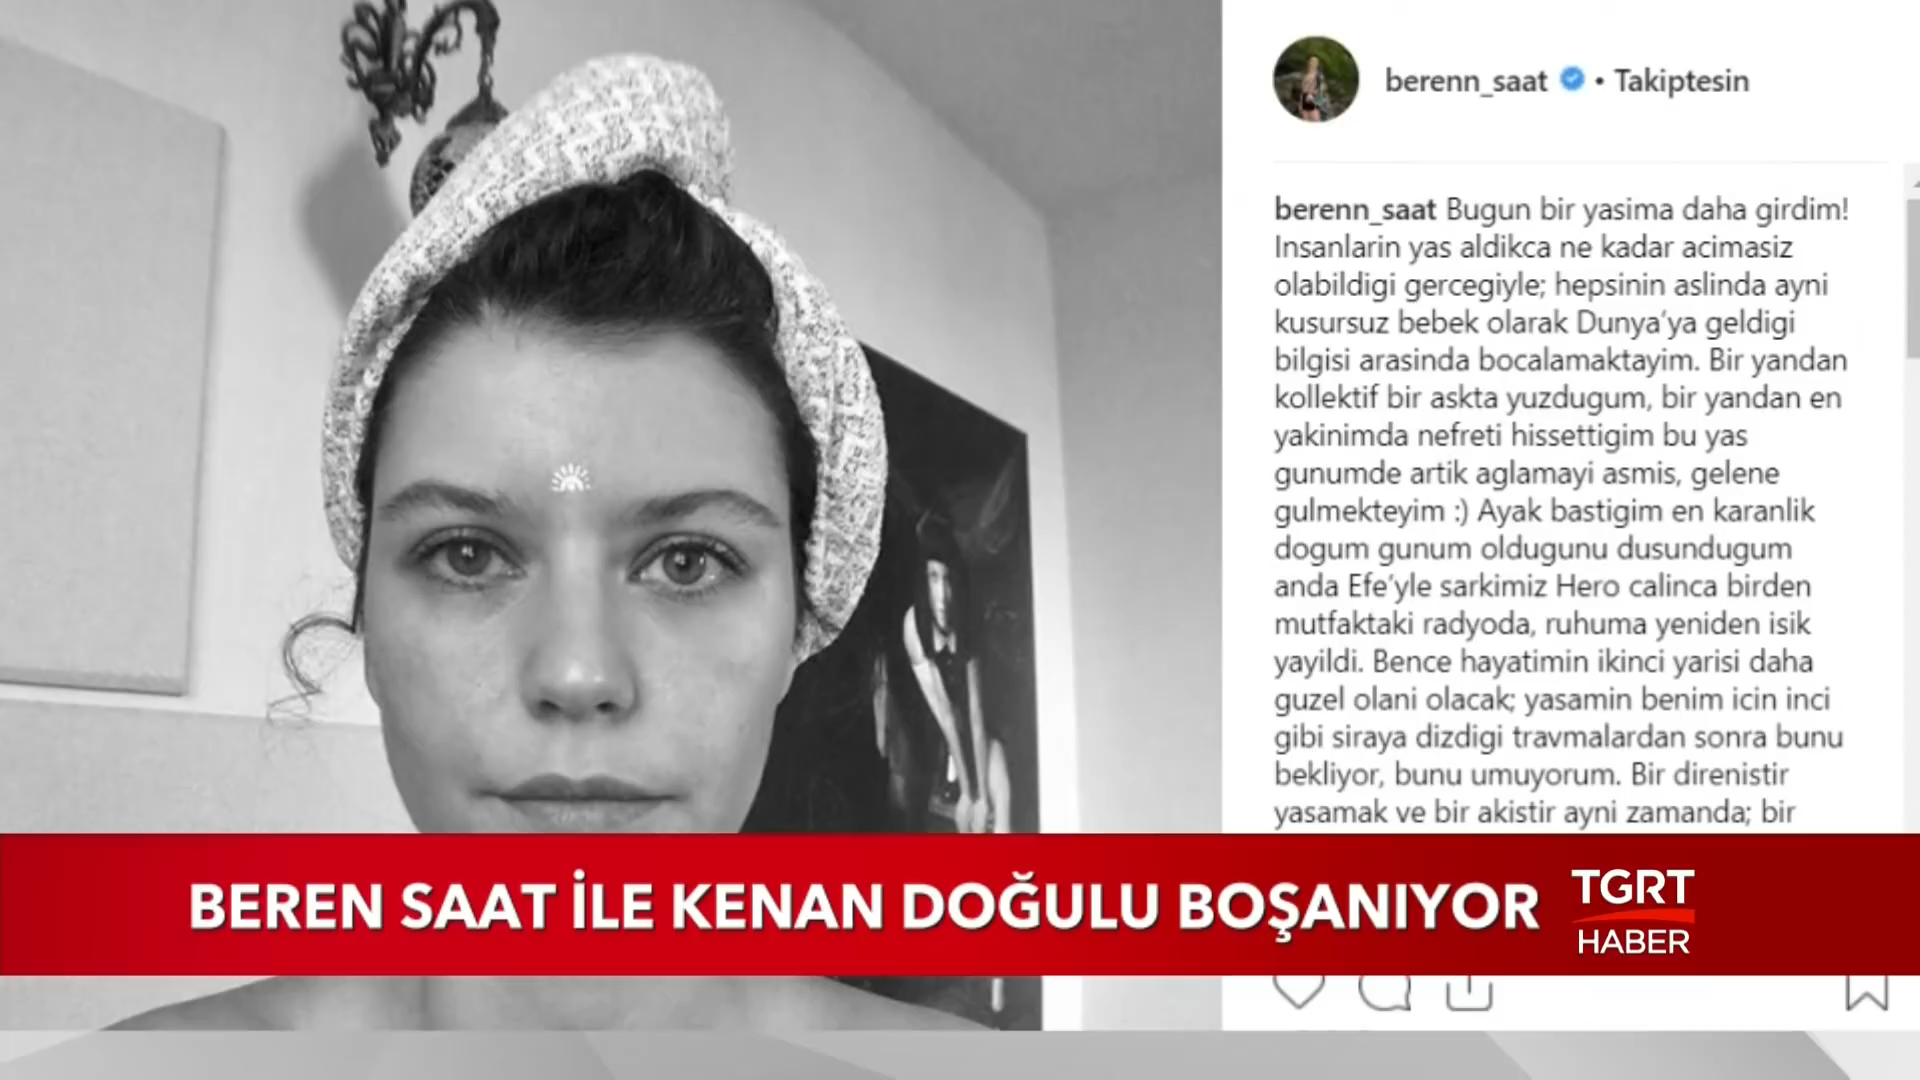 berenn_saat • Takiptesin
berenn_saat Bugun bir yasima daha girdim!
Insanlarin yas aldikca ne kadar acimasiz
olabildigi gercegiyle; hepsinin aslinda ayni
kusursuz bebek olarak Dunya'ya geldigi
bilgisi arasinda bocalamaktayim. Bir yandan
kollektif bir askta yuzdugum, bir yandan en
yakinimda nefreti hissettigim bu yas
gunumde artik aglamayi asmis, gelene
gulmekteyim :) Ayak bastigim en karanlik
dogum gunum oldugunu dusundugum
anda Efe'yle sarkimiz Hero calinca birden
mutfaktaki radyoda, ruhuma yeniden isik
yayildi. Bence hayatimin ikinci yarisi daha
guzel olani olacak; yasamin benim icin inci
gibi siraya dizdigi travmalardan sonra bunu
bekliyor, bunu umuyorum. Bir direnistir
yasamak ve bir akistir ayni zamanda; bir
BEREN SAAT İLE KENAN DOĞULU BOŞANIYOR
TGRT
HABER